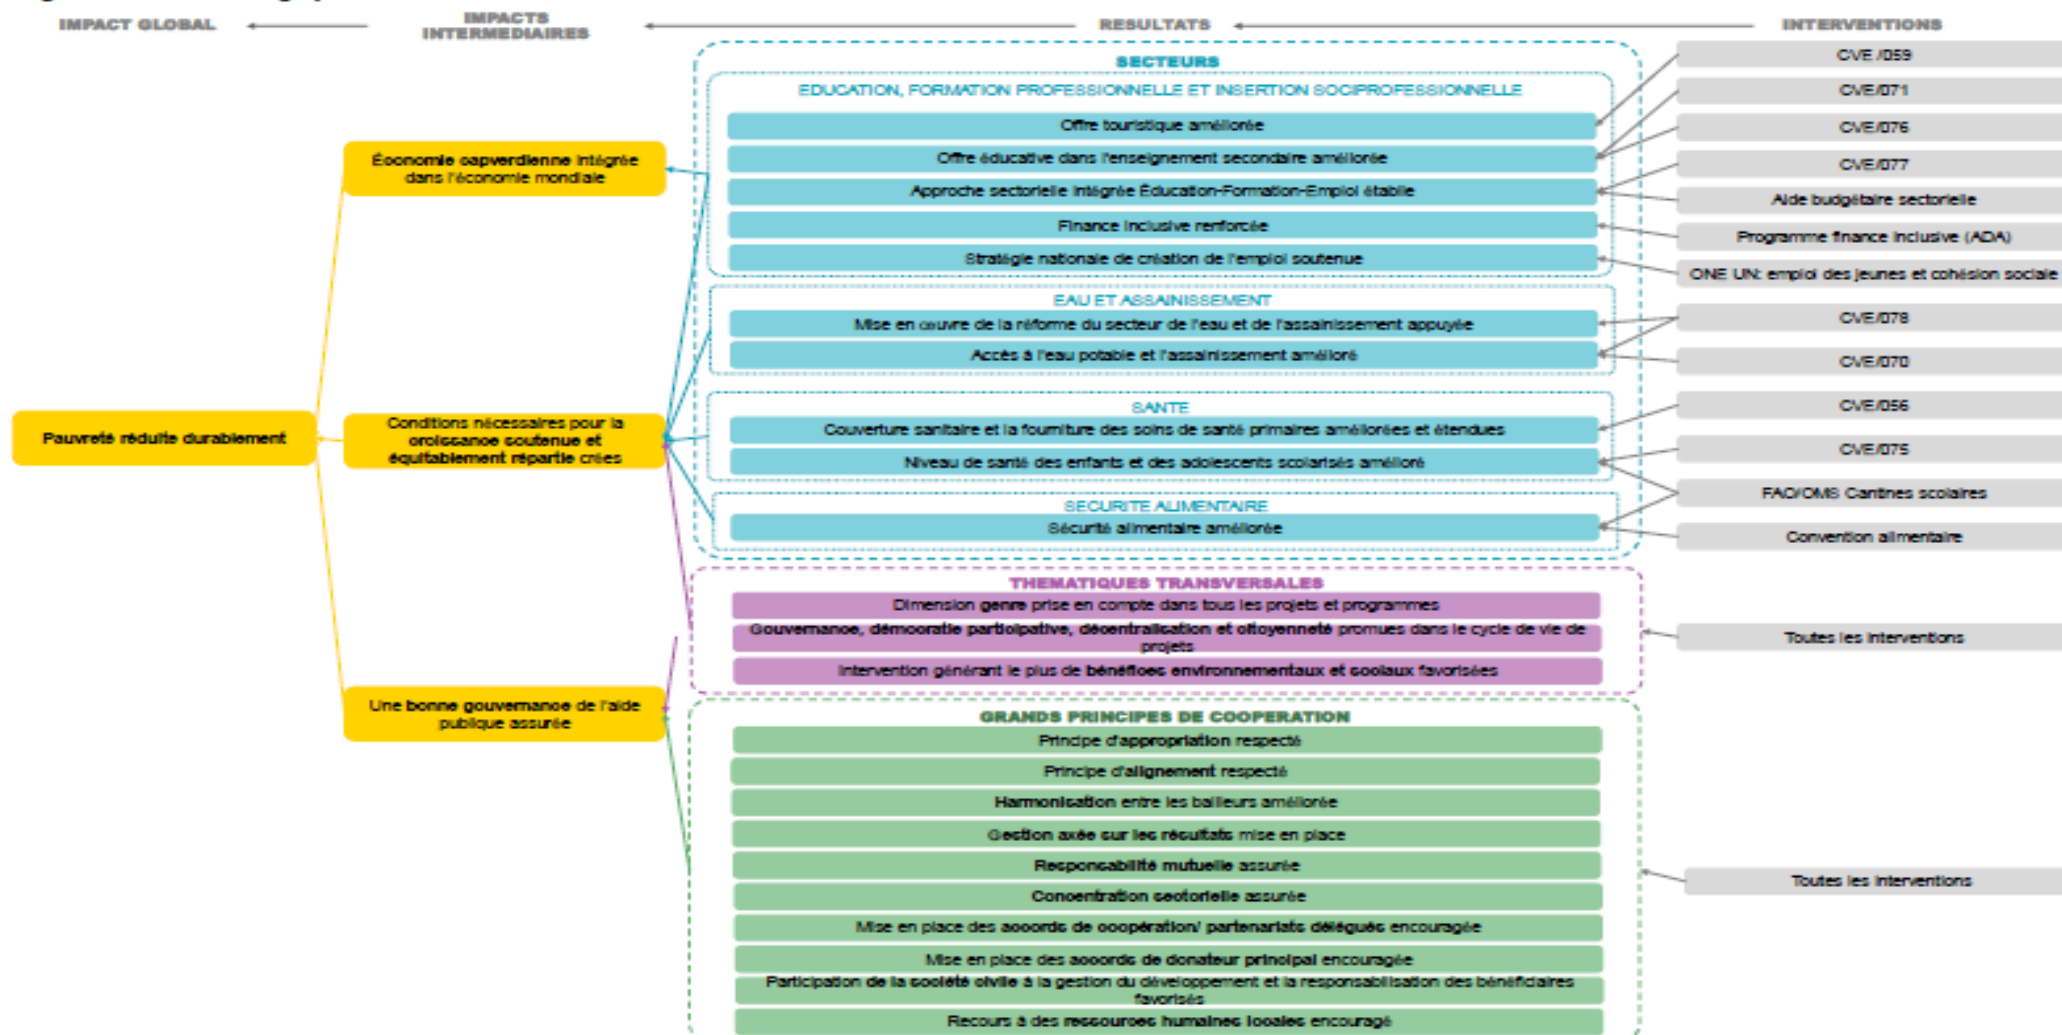 IMPACT GLOBAL
IMPACTS
INTERMEDIAIRES
RESULTATS
INTERVENTIONS
Pauvreté réduite durablement
Économie capverdienne intégrée
dans l'économie mondiale
Conditions nécessaires pour la
croissance soutenue et
équitablement répartie crées
Une bonne gouvernance de l'aide
publique assurée
SECTEURS
EDUCATION, FORMATION PROFESSIONNELLE ET INSERTION SOCIPROFESSIONNELLE
Offre touristique améliorée
Offre éducative dans l'enseignement secondaire améliorée
Approche sectorielle intégrée Éducation-Formation-Emploi établie
Finance inclusive renforcée
Stratégie nationale de création de l'emploi soutenue
EAU ET ASSAINISSEMENT
Mise en œuvre de la réforme du secteur de l'eau et de l'assainissement appuyée
Accès à l'eau potable et l'assainissement amélioré
SANTE
Couverture sanitaire et la fourniture des soins de santé primaires améliorées et étendues
Niveau de santé des enfants et des adolescents scolarisés amélioré
SECURITE ALIMENTAIRE
Sécurité alimentaire améliorée
THEMATIQUES TRANSVERSALES
Dimension genre prise en compte dans tous les projets et programmes
Gouvernance, démocratie participative, décentralisation et citoyenneté promues dans le cycle de vie de
projets
Intervention générant le plus de bénéfices environnementaux et sociaux favorisées
GRANDS PRINCIPES DE COOPERATION
Principe d'appropriation respecté
Principe d'alignement respecté
Harmonisation entre les bailleurs améliorée
Gestion axée sur les résultats mise en place
Responsabilité mutuelle assurée
Concentration sectorielle assurée
Mise en place des accords de coopération/ partenariats délégués encouragée
Mise en place des accords de donateur principal encouragée
Participation de la société civile à la gestion du développement et la responsabilisation des bénéficiaires
favorisés
Recours à des ressources humaines locales encouragé
CVE /059
CVE/071
CVE/076
CVE/077
Aide budgétaire sectorielle
Programme finance inclusive (ADA)
ONE UN: emploi des jeunes et cohésion sociale
CVE/078
CVE/070
CVE/056
CVE/075
FAO/OMS Cantines scolaires
Convention alimentaire
Toutes les interventions
Toutes les interventions